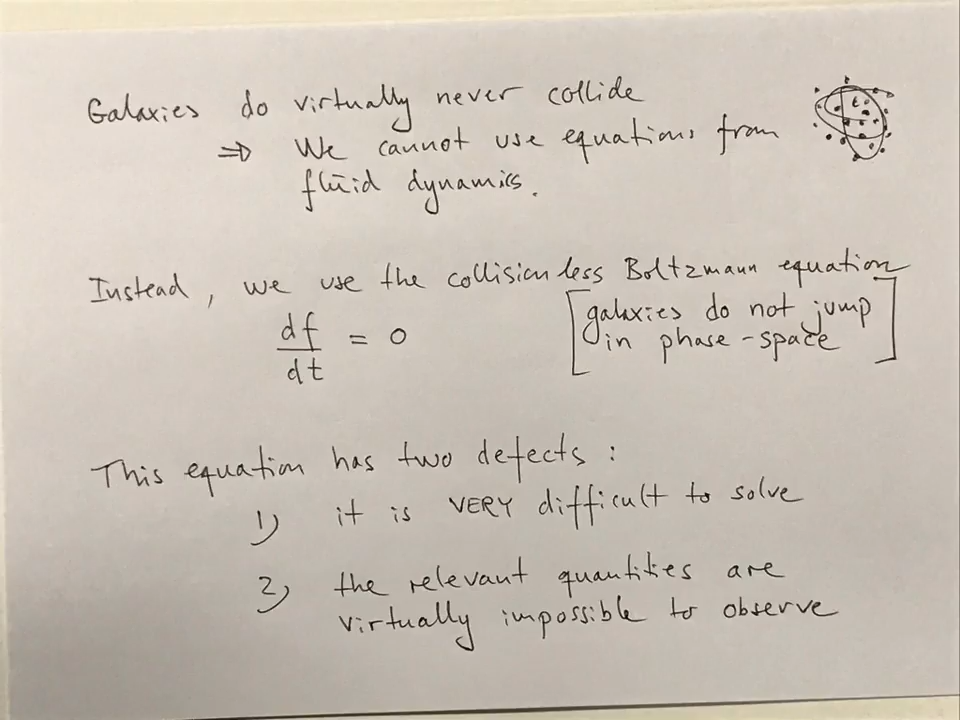 Galaxies do virtually never collide
⇒ We cannot use equations from
fluid dynamics.
Instead, we use the collisionless Boltzmann equation
df/dt = 0
[galaxies do not jump
in phase-space]
This equation has two defects:
1) it is VERY difficult to solve
2) the relevant quantities are
virtually impossible to observe